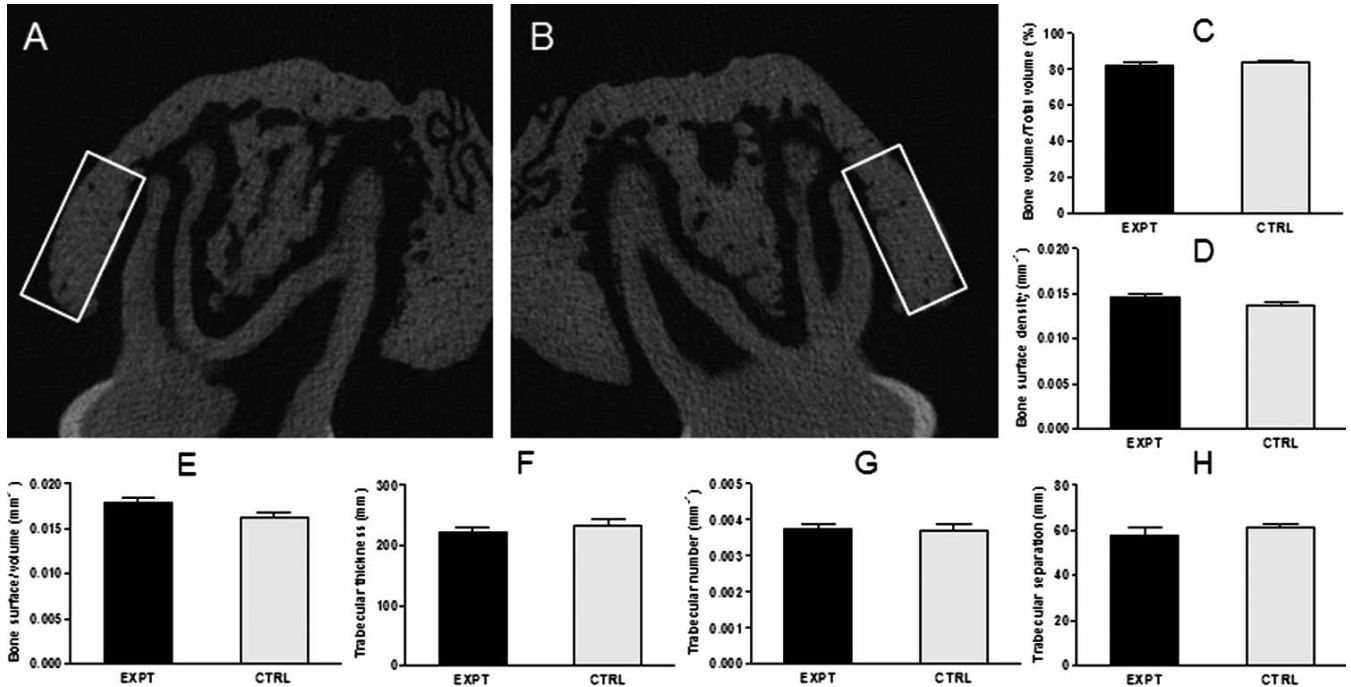 A
B
C
Bone volume/Total volume (%)
100
80
60
40
20
0
EXPT
CTRL
D
Bone surface density (mm⁻¹)
0.020
0.015
0.010
0.005
0.000
EXPT
CTRL
E
Bone surface/volume (mm⁻¹)
0.020
0.015
0.010
0.005
0.000
EXPT
CTRL
F
Trabecular thickness (mm)
300
200
100
0
EXPT
CTRL
G
Trabecular number (mm⁻¹)
0.005
0.004
0.003
0.002
0.001
0.000
EXPT
CTRL
H
Trabecular separation (mm)
80
60
40
20
0
EXPT
CTRL